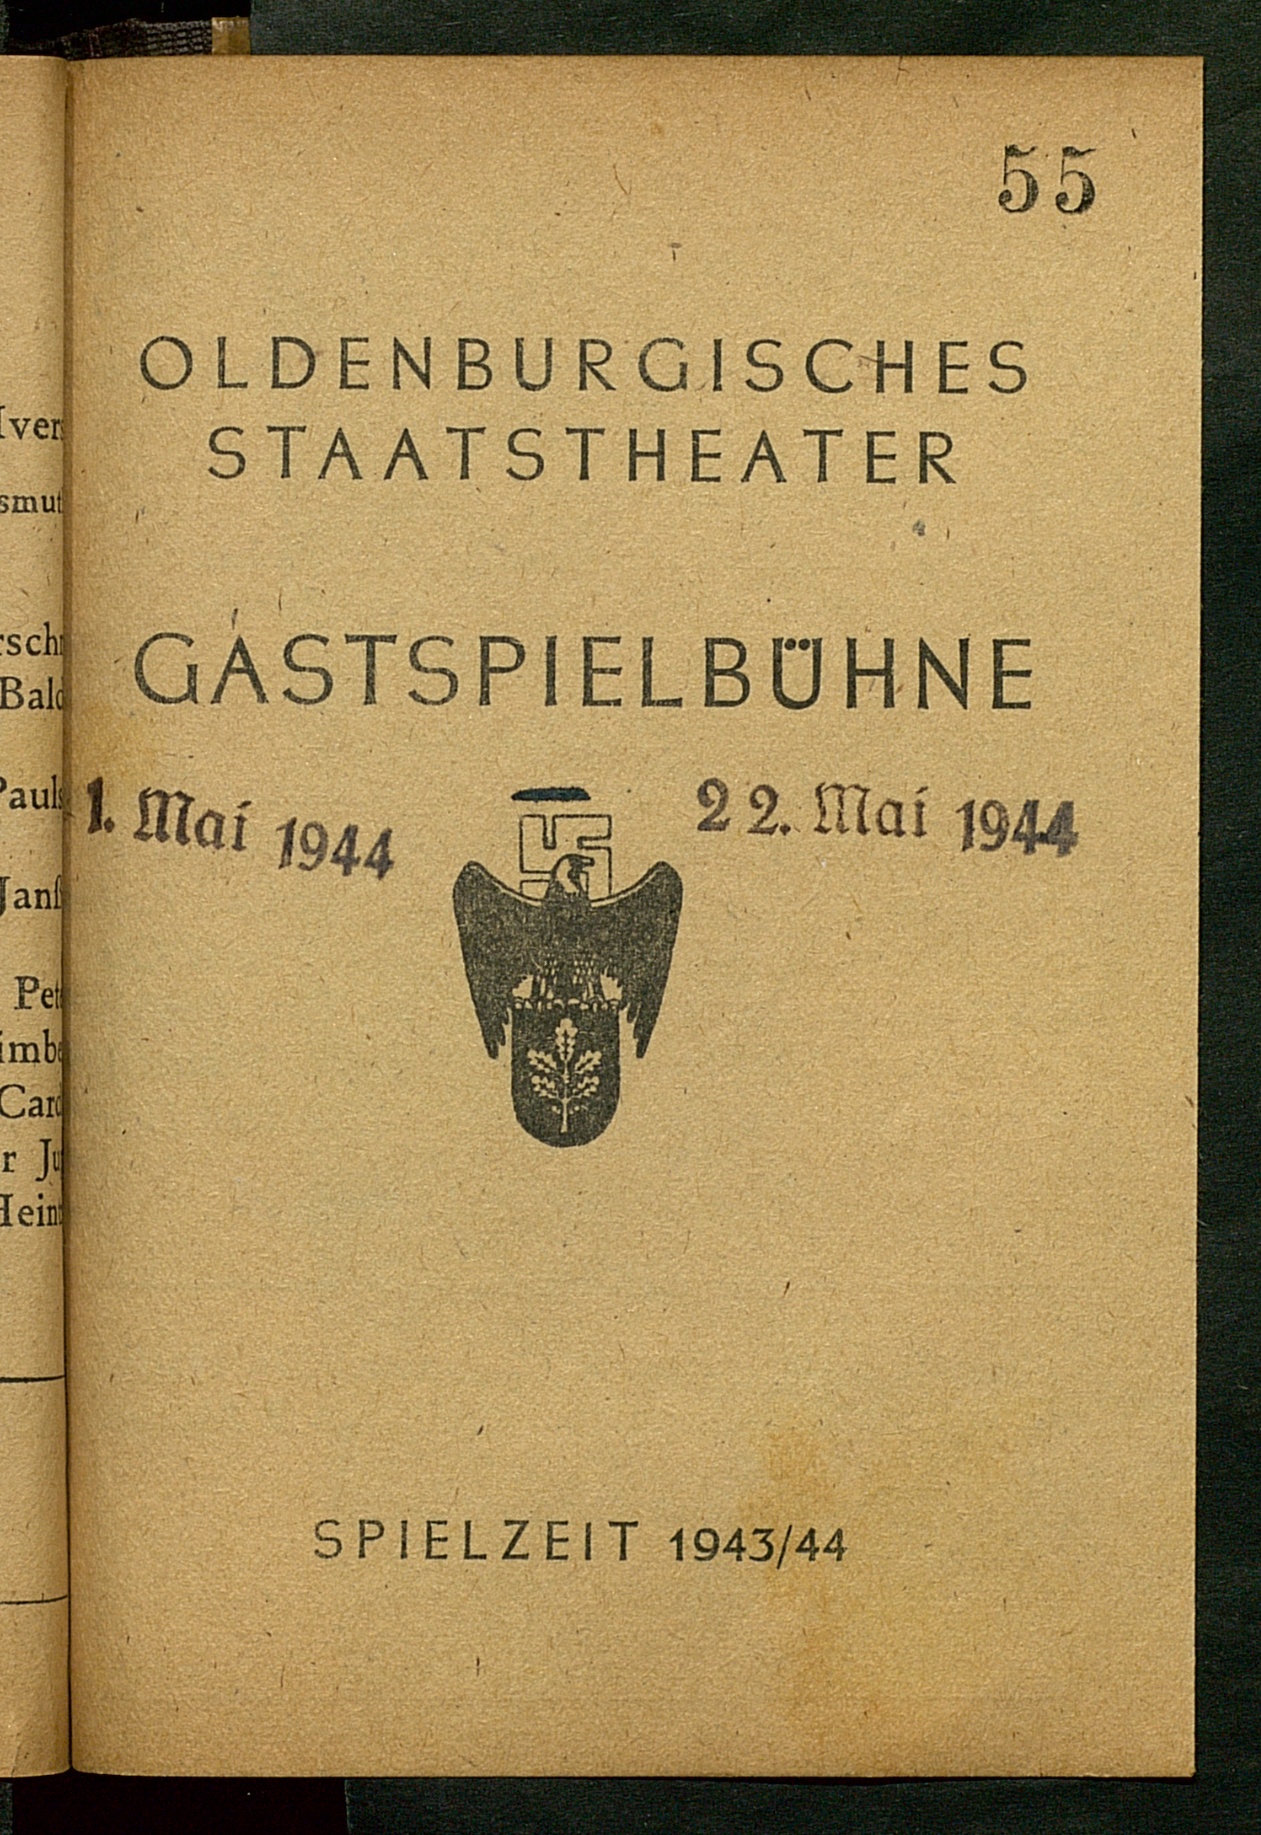 55
OLDENBURGISCHES
STAATSTHEATER
GASTSPIELBÜHNE
1. Mai 1944
22. Mai 1944
SPIELZEIT 1943/44